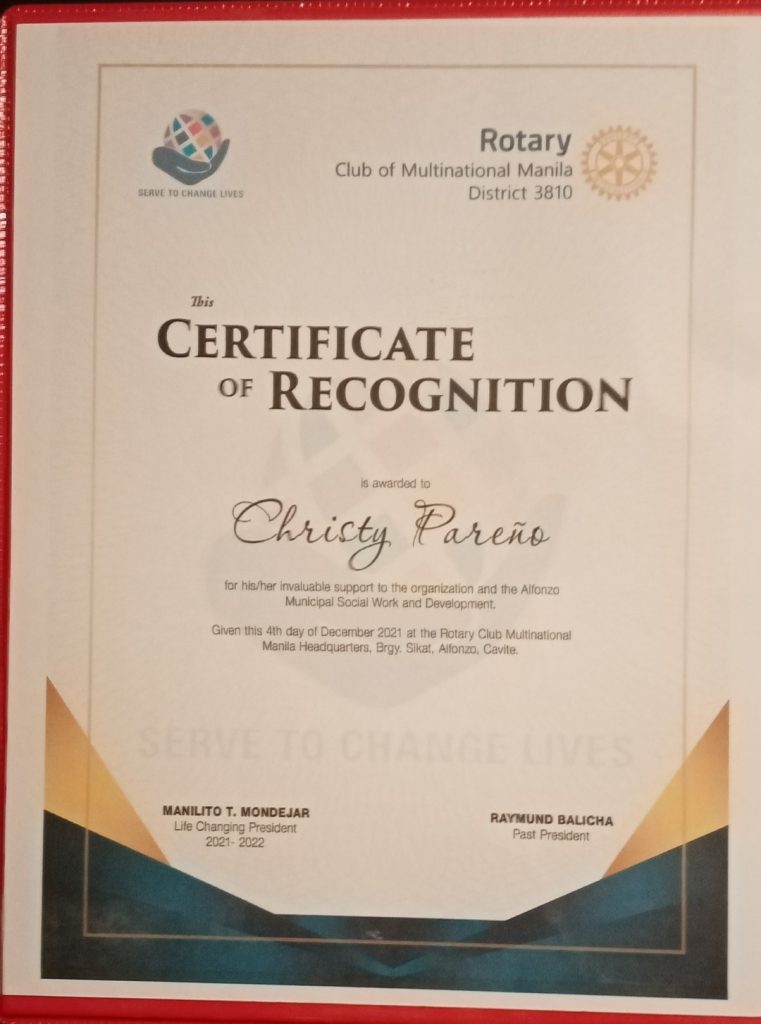 SERVE TO CHANGE LIVES
Rotary
Club of Multinational Manila
District 3810
This
CERTIFICATE
OF RECOGNITION
is awarded to
Christy Pareño
for his/her invaluable support to the organization and the Alfonzo
Municipal Social Work and Development.
Given this 4th day of December 2021 at the Rotary Club Multinational
Manila Headquarters, Brgy. Sikat, Alfonzo, Cavite.
SERVE TO CHANGE LIVES
MANILITO T. MONDEJAR
Life Changing President
2021- 2022
RAYMUND BALICHA
Past President